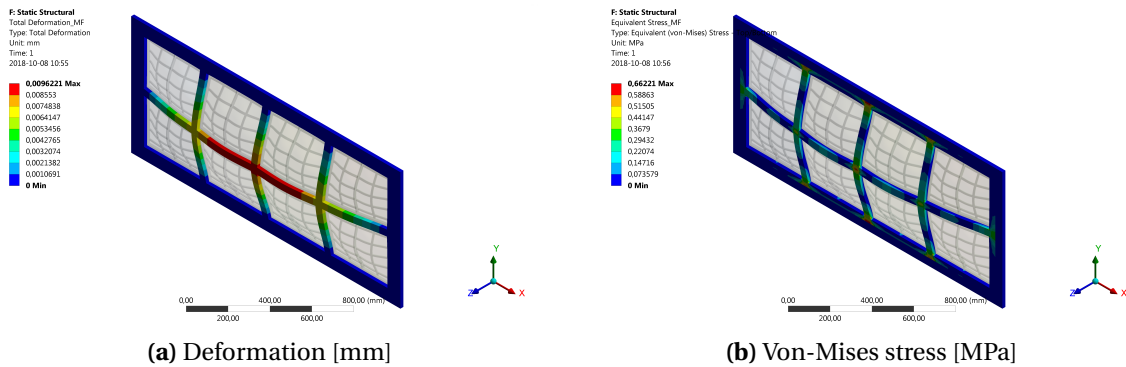 F: Static Structural
Total Deformation_MF
Type: Total Deformation
Unit: mm
Time: 1
2018-10-08 10:55
0,0096221 Max
0,008553
0,0074838
0,0064147
0,0053456
0,0042765
0,0032074
0,0021382
0,0010691
0 Min
Y
Z
X
0,00
400,00
800,00 (mm)
200,00
600,00
(a) Deformation [mm]
F: Static Structural
Equivalent Stress_MF
Type: Equivalent (von-Mises) Stress
Unit: MPa
Time: 1
2018-10-08 10:56
0,66221 Max
0,58863
0,51505
0,44147
0,3679
0,29432
0,22074
0,14716
0,073579
0 Min
Y
Z
X
0,00
400,00
800,00 (mm)
200,00
600,00
(b) Von-Mises stress [MPa]